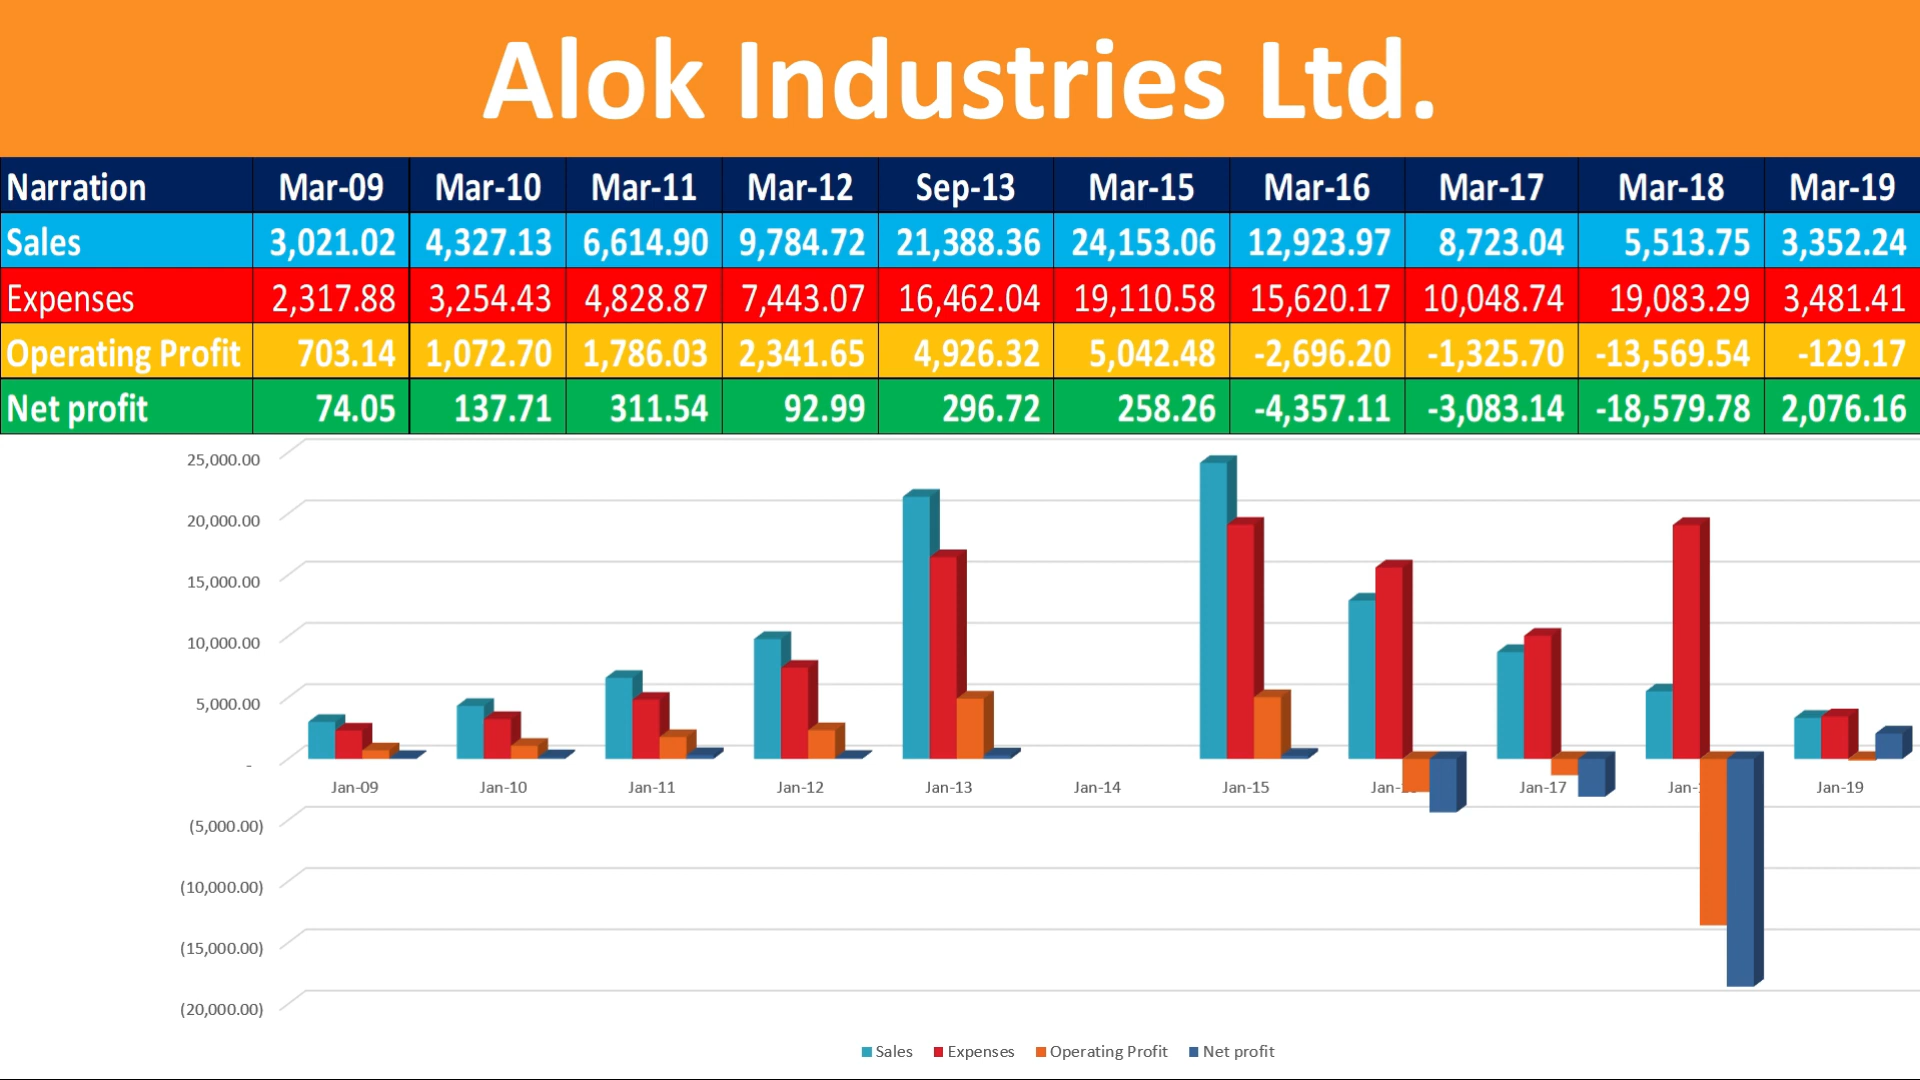 Alok Industries Ltd.
Narration Mar-09 Mar-10 Mar-11 Mar-12 Sep-13 Mar-15 Mar-16 Mar-17 Mar-18 Mar-19
Sales 3,021.02 4,327.13 6,614.90 9,784.72 21,388.36 24,153.06 12,923.97 8,723.04 5,513.75 3,352.24
Expenses 2,317.88 3,254.43 4,828.87 7,443.07 16,462.04 19,110.58 15,620.17 10,048.74 19,083.29 3,481.41
Operating Profit 703.14 1,072.70 1,786.03 2,341.65 4,926.32 5,042.48 -2,696.20 -1,325.70 -13,569.54 -129.17
Net profit 74.05 137.71 311.54 92.99 296.72 258.26 -4,357.11 -3,083.14 -18,579.78 2,076.16
25,000.00
20,000.00
15,000.00
10,000.00
5,000.00
-
Jan-09 Jan-10 Jan-11 Jan-12 Jan-13 Jan-14 Jan-15 Jan-17 Jan-19
(5,000.00)
(10,000.00)
(15,000.00)
(20,000.00)
Sales Expenses Operating Profit Net profit